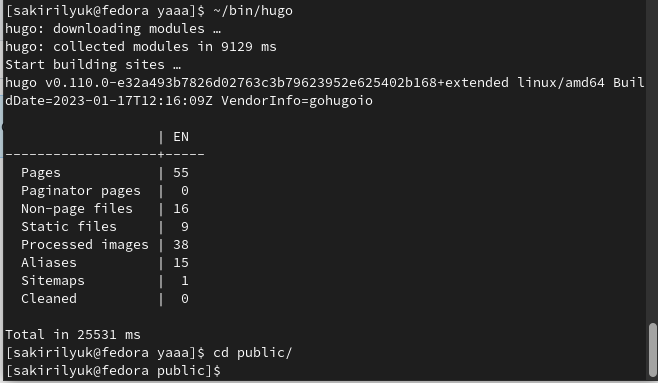 [sakirilyuk@fedora yaaa]$ ~/bin/hugo
hugo: downloading modules …
hugo: collected modules in 9129 ms
Start building sites …
hugo v0.110.0-e32a493b7826d02763c3b79623952e625402b168+extended linux/amd64 Buil
dDate=2023-01-17T12:16:09Z VendorInfo=gohugoio

                   | EN
-------------------+-----
  Pages            | 55
  Paginator pages  |  0
  Non-page files   | 16
  Static files     |  9
  Processed images | 38
  Aliases          | 15
  Sitemaps         |  1
  Cleaned          |  0

Total in 25531 ms
[sakirilyuk@fedora yaaa]$ cd public/
[sakirilyuk@fedora public]$